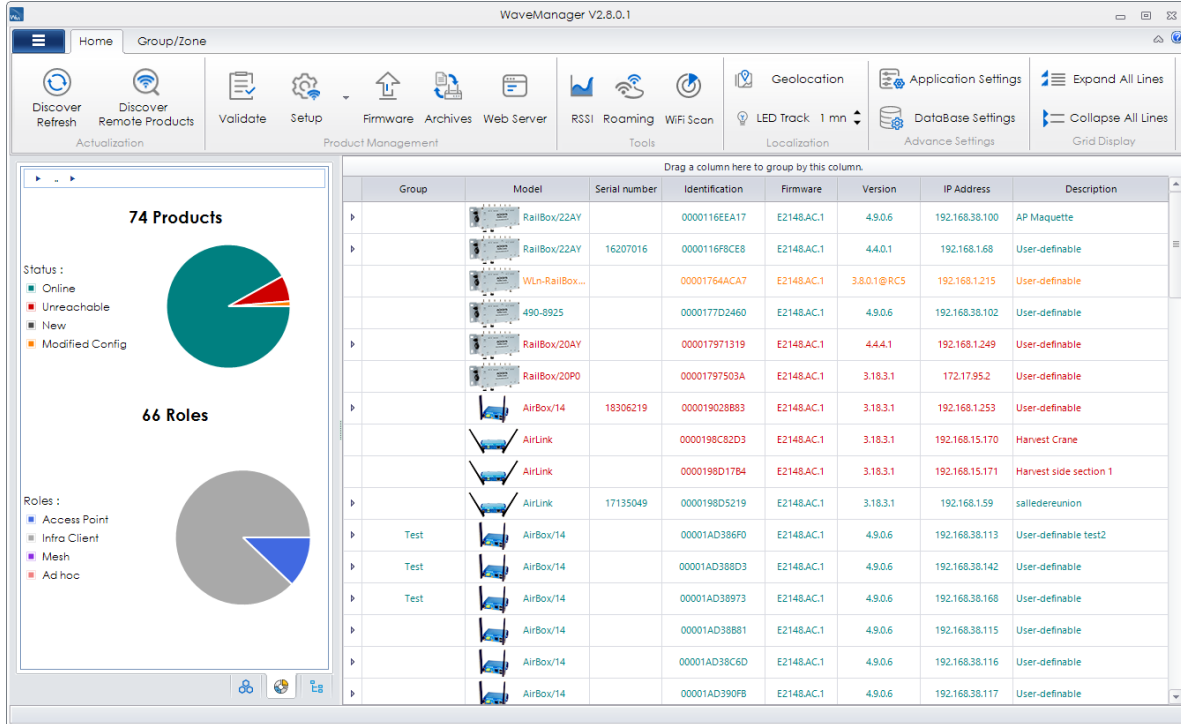 WaveManager V2.8.0.1
Home Group/Zone
Discover Refresh
Discover Remote Products
Validate
Setup
Firmware
Archives
Web Server
RSSI
Roaming
WiFi Scan
Geolocation
LED Track 1 mn
Application Settings
DataBase Settings
Expand All Lines
Collapse All Lines
Actualization
Product Management
Tools
Localization
Advance Settings
Grid Display
..
74 Products
Status :
Online
Unreachable
New
Modified Config
66 Roles
Roles :
Access Point
Infra Client
Mesh
Ad hoc
Drag a column here to group by this column.
Group Model Serial number Identification Firmware Version IP Address Description
RailBox/22AY 0000116EEA17 E2148.AC.1 4.9.0.6 192.168.38.100 AP Maquette
RailBox/22AY 16207016 0000116F8CE8 E2148.AC.1 4.4.0.1 192.168.1.68 User-definable
WLn-RailBox... 00001764ACA7 E2148.AC.1 3.8.0.1@RC5 192.168.1.215 User-definable
490-8925 0000177D2460 E2148.AC.1 4.9.0.6 192.168.38.102 User-definable
RailBox/20AY 000017971319 E2148.AC.1 4.4.4.1 192.168.1.249 User-definable
RailBox/20P0 00001797503A E2148.AC.1 3.18.3.1 172.17.95.2 User-definable
AirBox/14 18306219 000019028B83 E2148.AC.1 3.18.3.1 192.168.1.253 User-definable
AirLink 0000198C82D3 E2148.AC.1 3.18.3.1 192.168.15.170 Harvest Crane
AirLink 0000198D17B4 E2148.AC.1 3.18.3.1 192.168.15.171 Harvest side section 1
AirLink 17135049 0000198D5219 E2148.AC.1 3.18.3.1 192.168.1.59 salledereunion
Test AirBox/14 00001AD386F0 E2148.AC.1 4.9.0.6 192.168.38.113 User-definable test2
Test AirBox/14 00001AD388D3 E2148.AC.1 4.9.0.6 192.168.38.142 User-definable
Test AirBox/14 00001AD38973 E2148.AC.1 4.9.0.6 192.168.38.168 User-definable
AirBox/14 00001AD38B81 E2148.AC.1 4.9.0.6 192.168.38.115 User-definable
AirBox/14 00001AD38C6D E2148.AC.1 4.9.0.6 192.168.38.116 User-definable
AirBox/14 00001AD390FB E2148.AC.1 4.9.0.6 192.168.38.117 User-definable